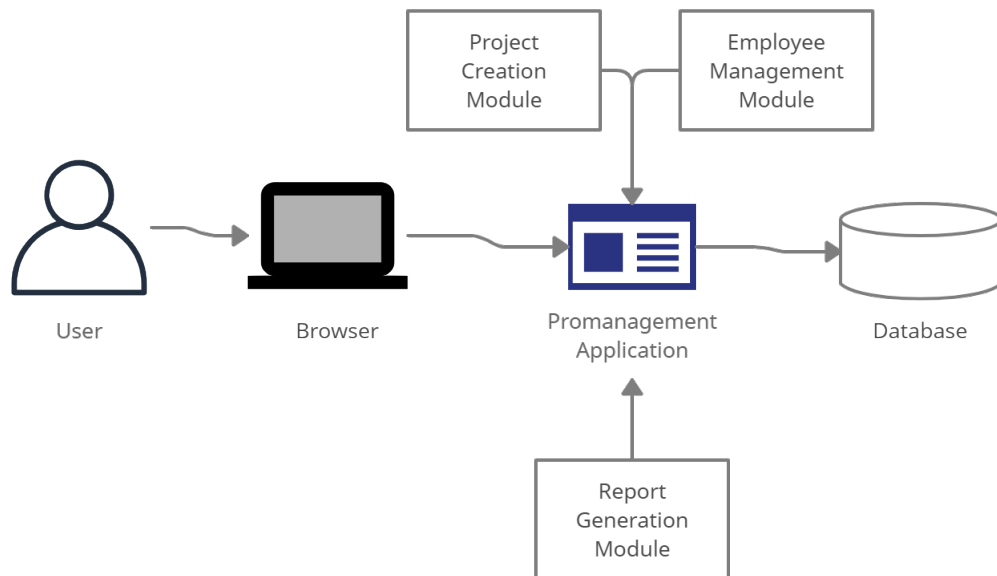 Project
Creation
Module
Employee
Management
Module
User
Browser
Promanagement
Application
Database
Report
Generation
Module